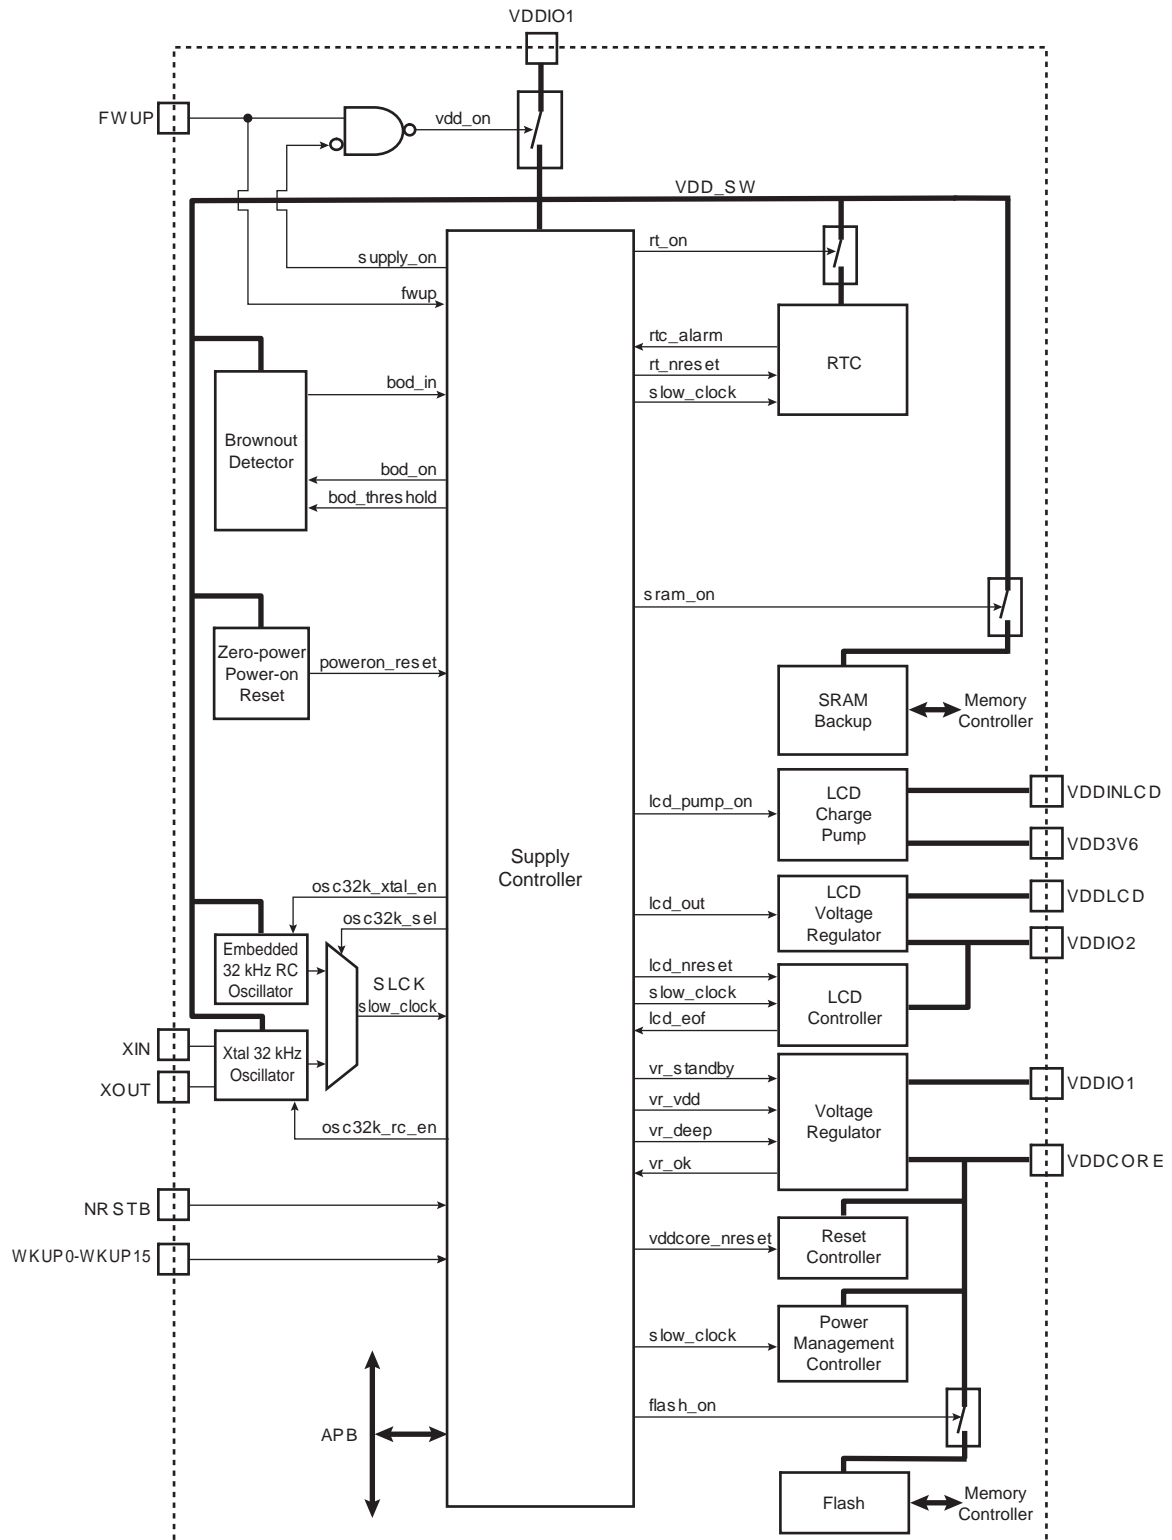 VDDIO1
FWUP
vdd_on
VDD_SW
supply_on
rt_on
fwup
rtc_alarm
rt_nreset
slow_clock
RTC
bod_in
Brownout
Detector
bod_on
bod_threshold
sram_on
Zero-power
Power-on
Reset
poweron_reset
SRAM
Backup
Memory
Controller
lcd_pump_on
LCD
Charge
Pump
VDDINLCD
VDD3V6
Supply
Controller
osc32k_xtal_en
osc32k_sel
lcd_out
LCD
Voltage
Regulator
VDDLCD
VDDIO2
Embedded
32 kHz RC
Oscillator
SLCK
slow_clock
lcd_nreset
slow_clock
lcd_eof
LCD
Controller
XIN
XOUT
Xtal 32 kHz
Oscillator
osc32k_rc_en
vr_standby
vr_vdd
vr_deep
vr_ok
Voltage
Regulator
VDDIO1
VDDCORE
NRSTB
WKUP0-WKUP15
vddcore_nreset
Reset
Controller
slow_clock
Power
Management
Controller
APB
flash_on
Flash
Memory
Controller